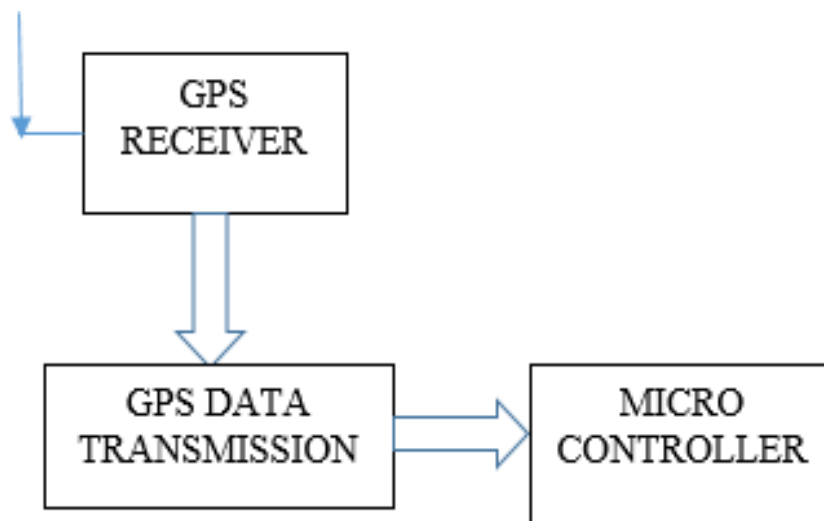 GPS
RECEIVER
GPS DATA
TRANSMISSION
MICRO
CONTROLLER